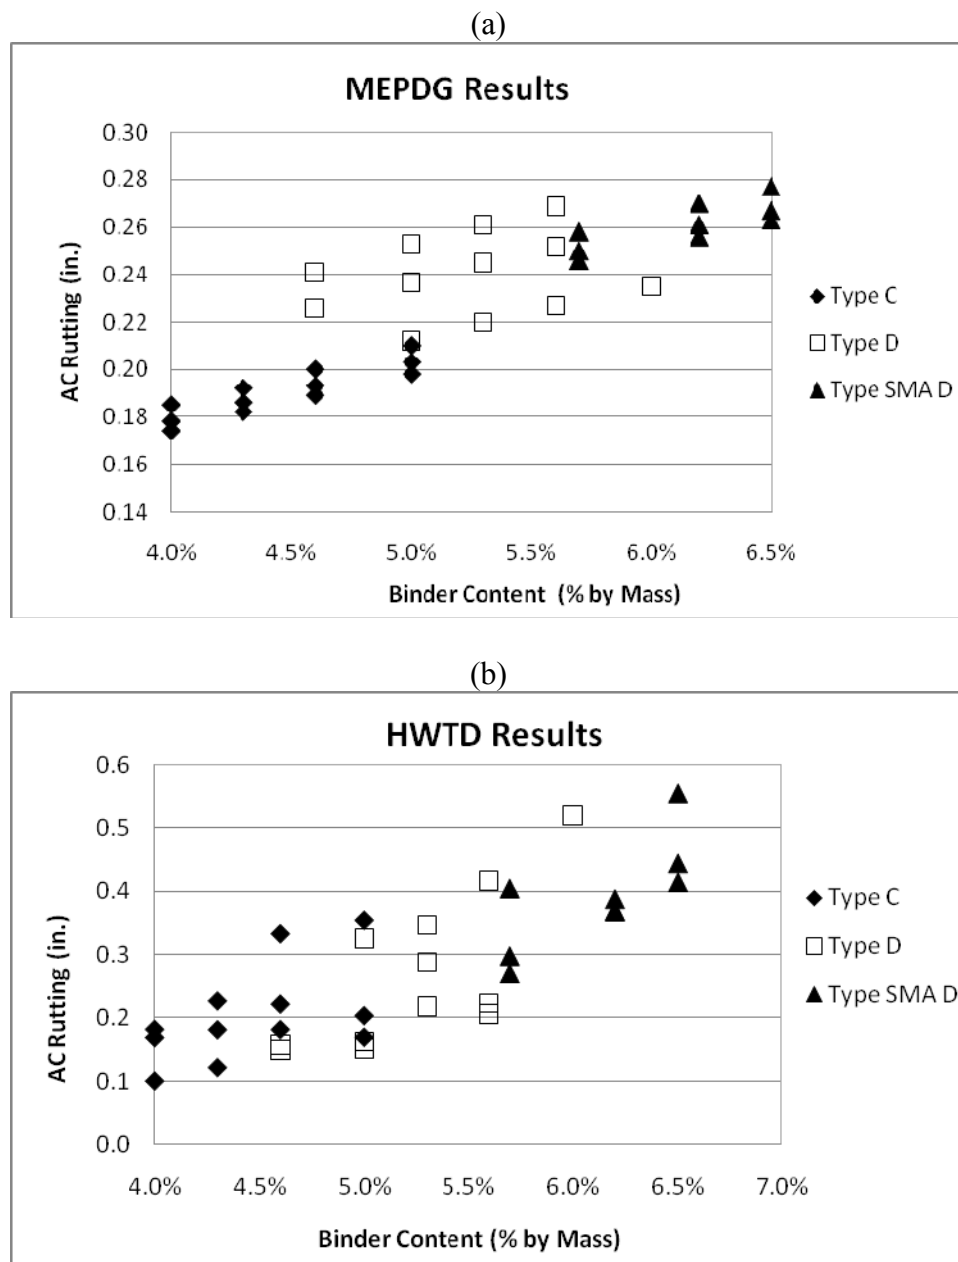 (a)
MEPDG Results
0.30
0.28
0.26
0.24
0.22
0.20
0.18
0.16
0.14
AC Rutting (in.)
4.0% 4.5% 5.0% 5.5% 6.0% 6.5%
Binder Content (% by Mass)
Type C
Type D
Type SMA D
(b)
HWTD Results
0.6
0.5
0.4
0.3
0.2
0.1
0.0
AC Rutting (in.)
4.0% 4.5% 5.0% 5.5% 6.0% 6.5% 7.0%
Binder Content (% by Mass)
Type C
Type D
Type SMA D